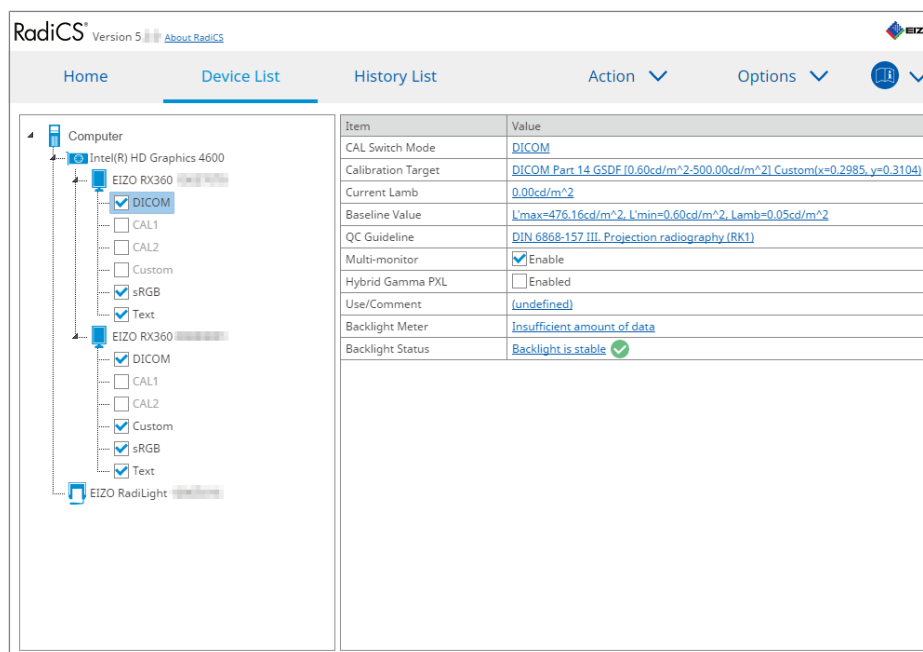 RadiCS® Version 5. About RadiCS
EIZ
Home Device List History List Action Options
Computer
Intel(R) HD Graphics 4600
EIZO RX360
DICOM
CAL1
CAL2
Custom
sRGB
Text
EIZO RX360
DICOM
CAL1
CAL2
Custom
sRGB
Text
EIZO RadiLight
Item Value
CAL Switch Mode DICOM
Calibration Target DICOM Part 14 GSDF [0.60cd/m^2-500.00cd/m^2] Custom(x=0.2985, y=0.3104)
Current Lamb 0.00cd/m^2
Baseline Value L'max=476.16cd/m^2, L'min=0.60cd/m^2, Lamb=0.05cd/m^2
QC Guideline DIN 6868-157 III. Projection radiography (RK1)
Multi-monitor Enable
Hybrid Gamma PXL Enabled
Use/Comment (undefined)
Backlight Meter Insufficient amount of data
Backlight Status Backlight is stable